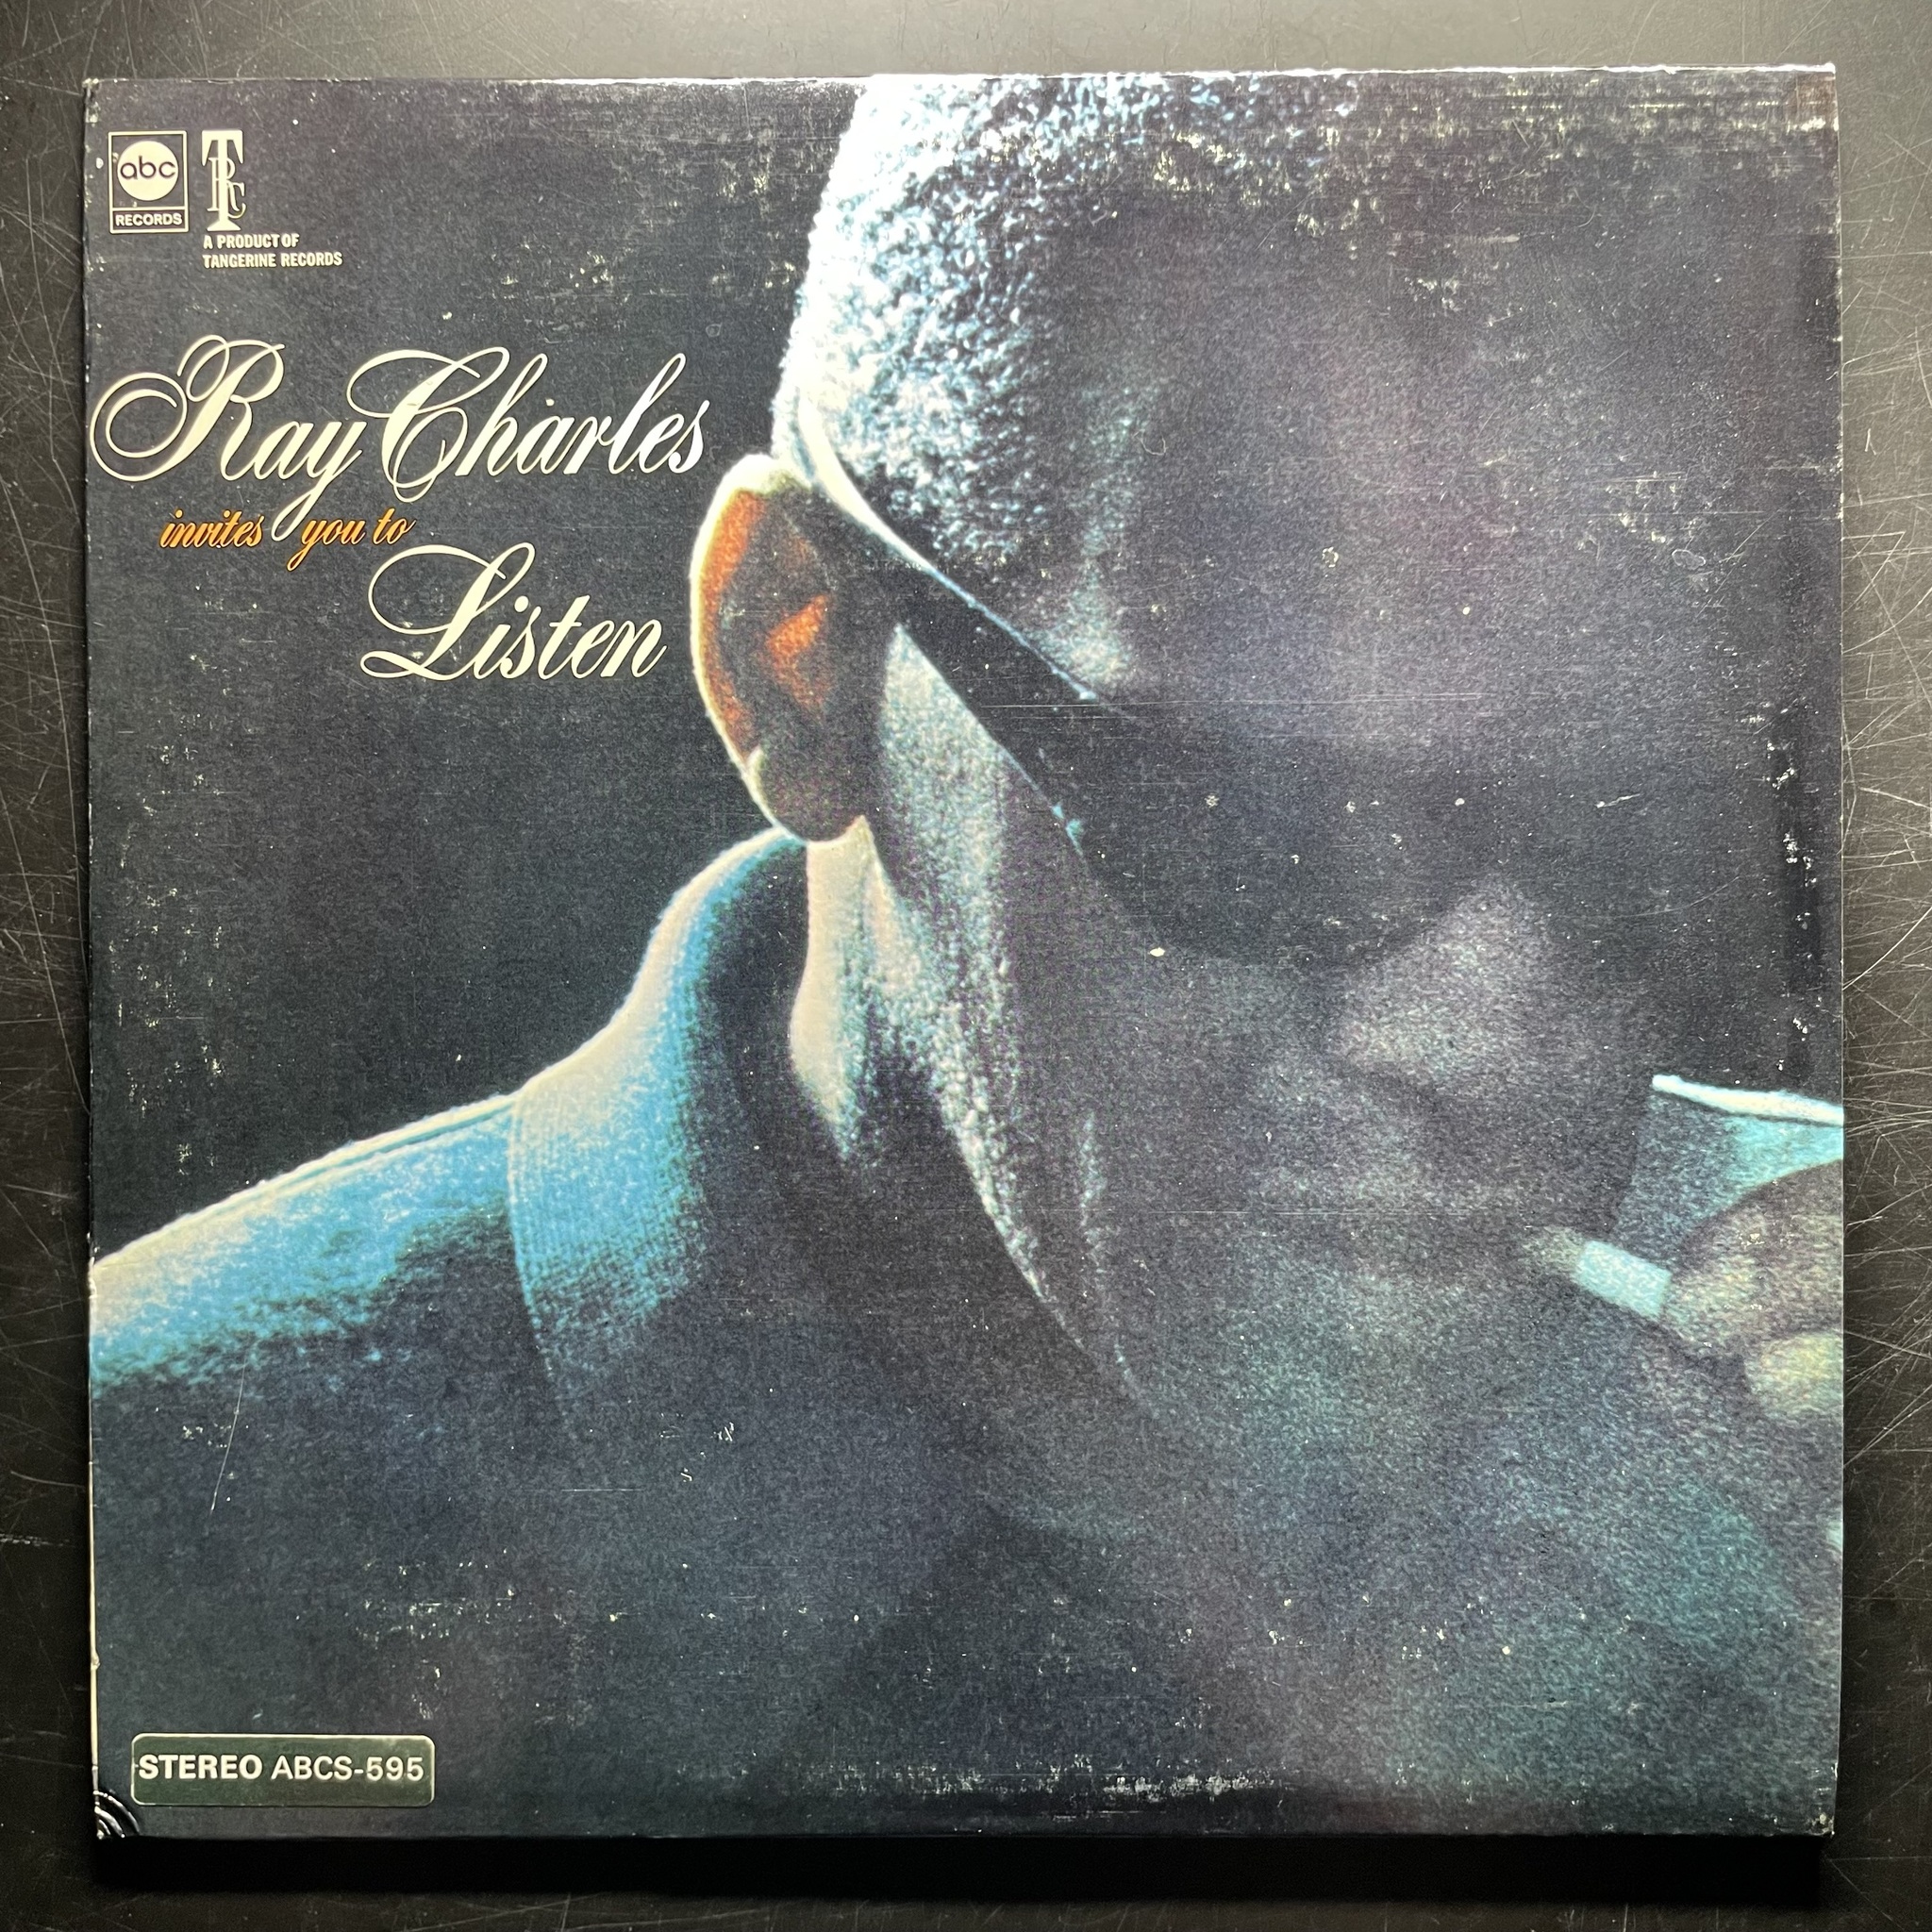 abc
RECORDS
TRC
A PRODUCT OF
TANGERINE RECORDS
Ray Charles
invites you to
Listen
STEREO ABCS-595